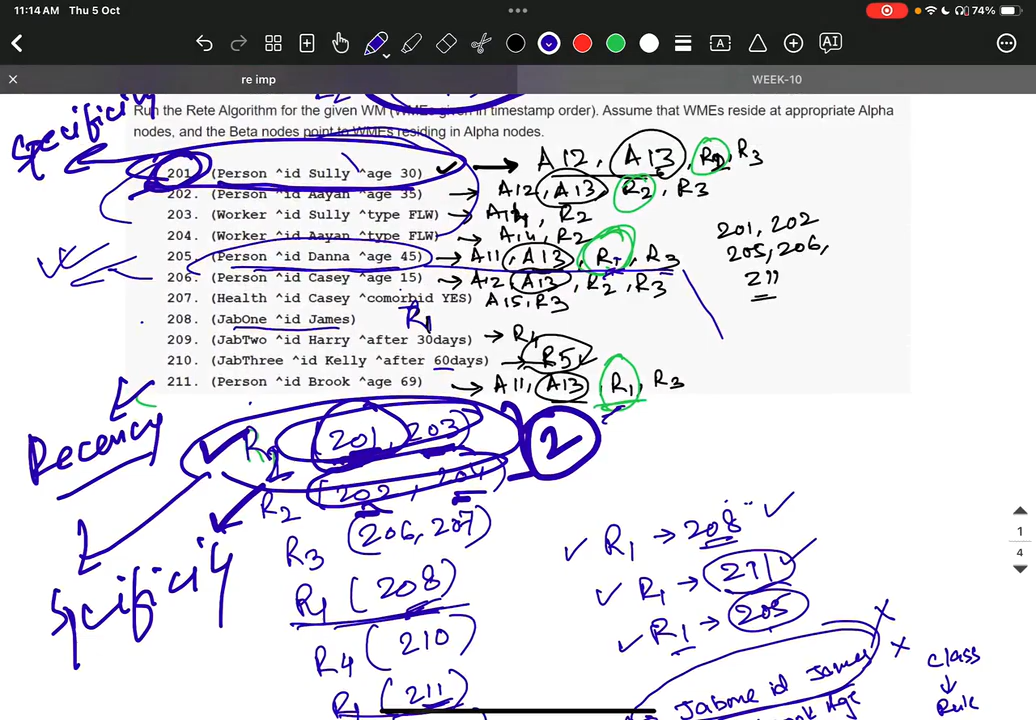 11:14 AM Thu 5 Oct
74%
re imp
WEEK-10
Run the Rete Algorithm for the given WM (WMEs given in timestamp order). Assume that WMEs reside at appropriate Alpha
nodes, and the Beta nodes point to WMEs residing in Alpha nodes.
Specificity
201. (Person ^id Sully ^age 30) A12, A13, R2, R3
202. (Person ^id Aayan ^age 35) A12, A13 R2, R3
203. (Worker ^id Sully ^type FLW) A14, R2
204. (Worker ^id Aayan ^type FLW) A14, R2
201, 202
205, 206,
211
205. (Person ^id Danna ^age 45) A11, A13, R1, R3
206. (Person ^id Casey ^age 15) A12, A13, R2, R3
207. (Health ^id Casey ^comorbid YES) A15, R3
208. (JabOne ^id James) R1
209. (JabTwo ^id Harry ^after 30days) R4
210. (JabThree ^id Kelly ^after 60days) R5
211. (Person ^id Brook ^age 69) A11, A13, R1, R3
Recency
(201, 203) 2
R2 (202, 204)
R3 (206, 207)
R1 → 208
R4 (208)
R1 → 211
R4 (210)
R1 → 205
R1 (211)
Spcificity
Jabone id James
Age
class
↓
Rule
1
4